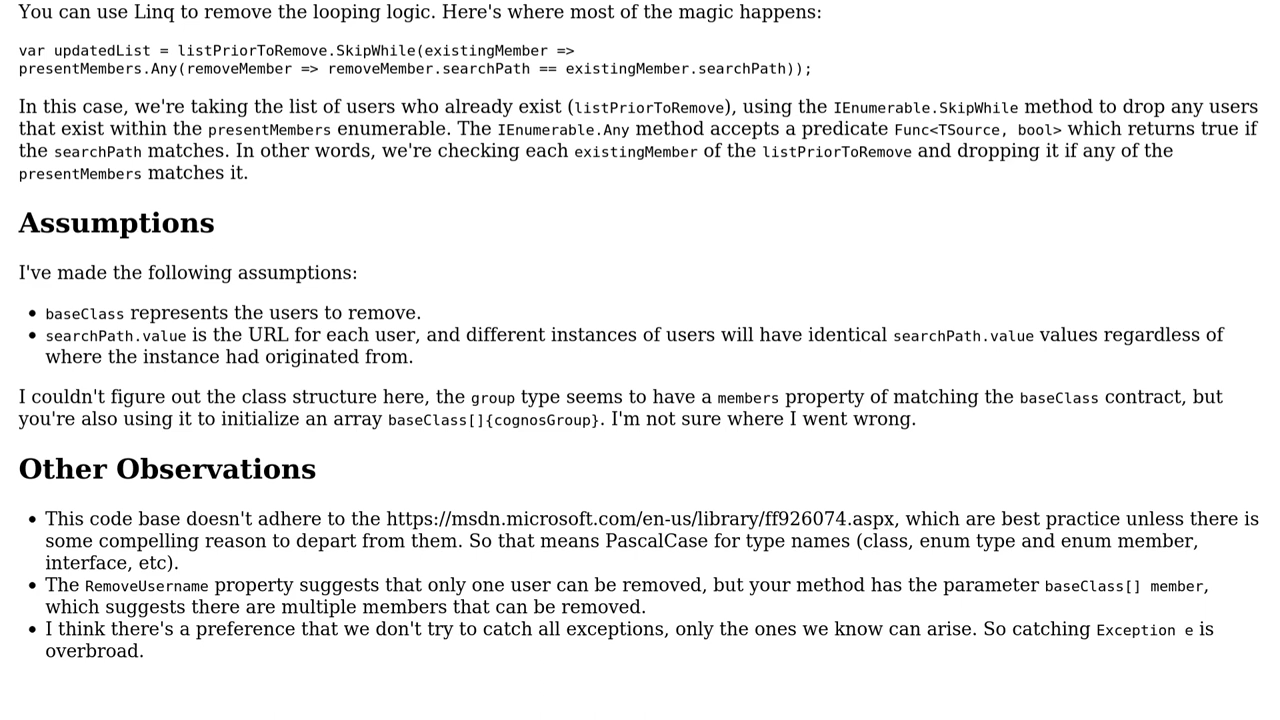 You can use Linq to remove the looping logic. Here's where most of the magic happens:
var updatedList = listPriorToRemove.SkipWhile(existingMember =>
presentMembers.Any(removeMember => removeMember.searchPath == existingMember.searchPath));
In this case, we're taking the list of users who already exist (listPriorToRemove), using the IEnumerable.SkipWhile method to drop any users
that exist within the presentMembers enumerable. The IEnumerable.Any method accepts a predicate Func<TSource, bool> which returns true if
the searchPath matches. In other words, we're checking each existingMember of the listPriorToRemove and dropping it if any of the
presentMembers matches it.
Assumptions
I've made the following assumptions:
• baseClass represents the users to remove.
• searchPath.value is the URL for each user, and different instances of users will have identical searchPath.value values regardless of
where the instance had originated from.
I couldn't figure out the class structure here, the group type seems to have a members property of matching the baseClass contract, but
you're also using it to initialize an array baseClass[]{cognosGroup}. I'm not sure where I went wrong.
Other Observations
• This code base doesn't adhere to the https://msdn.microsoft.com/en-us/library/ff926074.aspx, which are best practice unless there is
some compelling reason to depart from them. So that means PascalCase for type names (class, enum type and enum member,
interface, etc).
• The RemoveUsername property suggests that only one user can be removed, but your method has the parameter baseClass[] member,
which suggests there are multiple members that can be removed.
• I think there's a preference that we don't try to catch all exceptions, only the ones we know can arise. So catching Exception e is
overbroad.